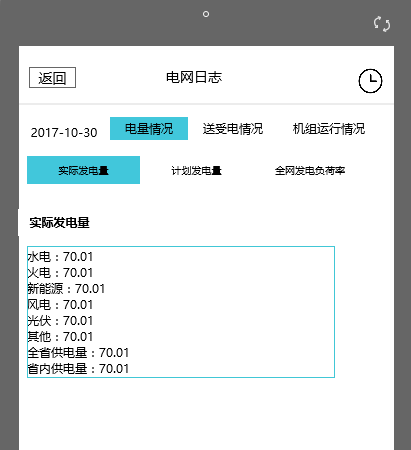 返回 电网日志
2017-10-30 电量情况 送受电情况 机组运行情况
实际发电量 计划发电量 全网发电负荷率
实际发电量
水电：70.01
火电：70.01
新能源：70.01
风电：70.01
光伏：70.01
其他：70.01
全省供电量：70.01
省内供电量：70.01